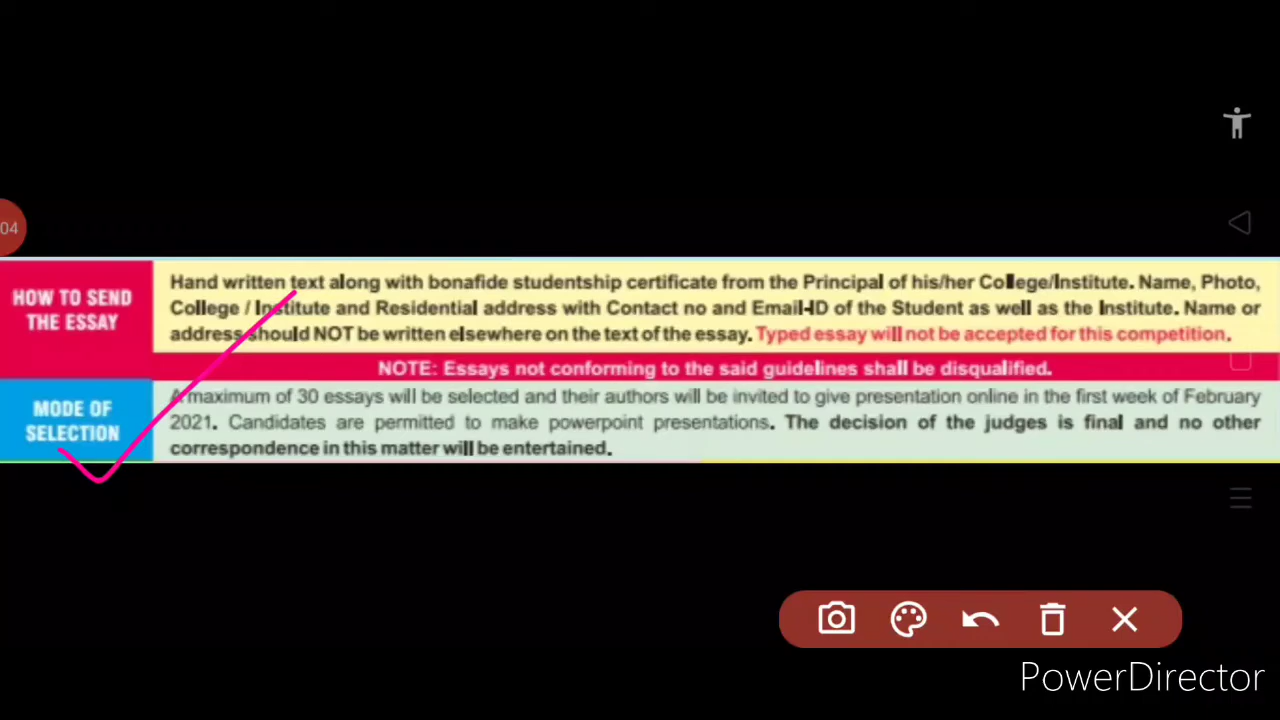 04
HOW TO SEND
THE ESSAY
Hand written text along with bonafide studentship certificate from the Principal of his/her College/Institute. Name, Photo,
College / Institute and Residential address with Contact no and Email-ID of the Student as well as the Institute. Name or
address should NOT be written elsewhere on the text of the essay. Typed essay will not be accepted for this competition.
NOTE: Essays not conforming to the said guidelines shall be disqualified.
MODE OF
SELECTION
A maximum of 30 essays will be selected and their authors will be invited to give presentation online in the first week of February
2021. Candidates are permitted to make powerpoint presentations. The decision of the judges is final and no other
correspondence in this matter will be entertained.
PowerDirector